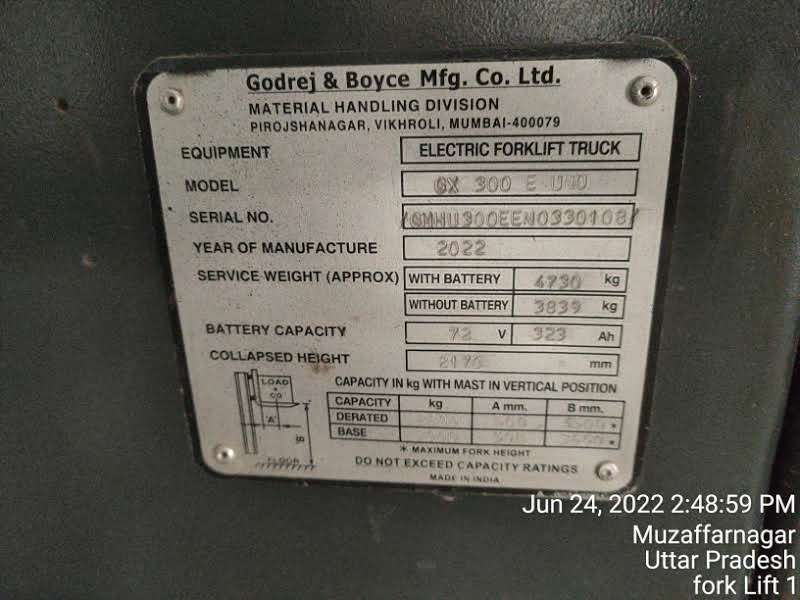 Godrej & Boyce Mfg. Co. Ltd.
MATERIAL HANDLING DIVISION
PIROJSHANAGAR, VIKHROLI, MUMBAI-400079
EQUIPMENT ELECTRIC FORKLIFT TRUCK
MODEL GX 300 E
SERIAL NO.
YEAR OF MANUFACTURE 2022
SERVICE WEIGHT (APPROX) WITH BATTERY 4730 kg
WITHOUT BATTERY 3839 kg
BATTERY CAPACITY 72 V 323 Ah
COLLAPSED HEIGHT mm
LOAD
CG
'A'
'B'
FLOOR
CAPACITY IN kg WITH MAST IN VERTICAL POSITION
CAPACITY kg A mm. B mm.
DERATED *
BASE *
* MAXIMUM FORK HEIGHT
DO NOT EXCEED CAPACITY RATINGS
MADE IN INDIA
Jun 24, 2022 2:48:59 PM
Muzaffarnagar
Uttar Pradesh
fork Lift 1